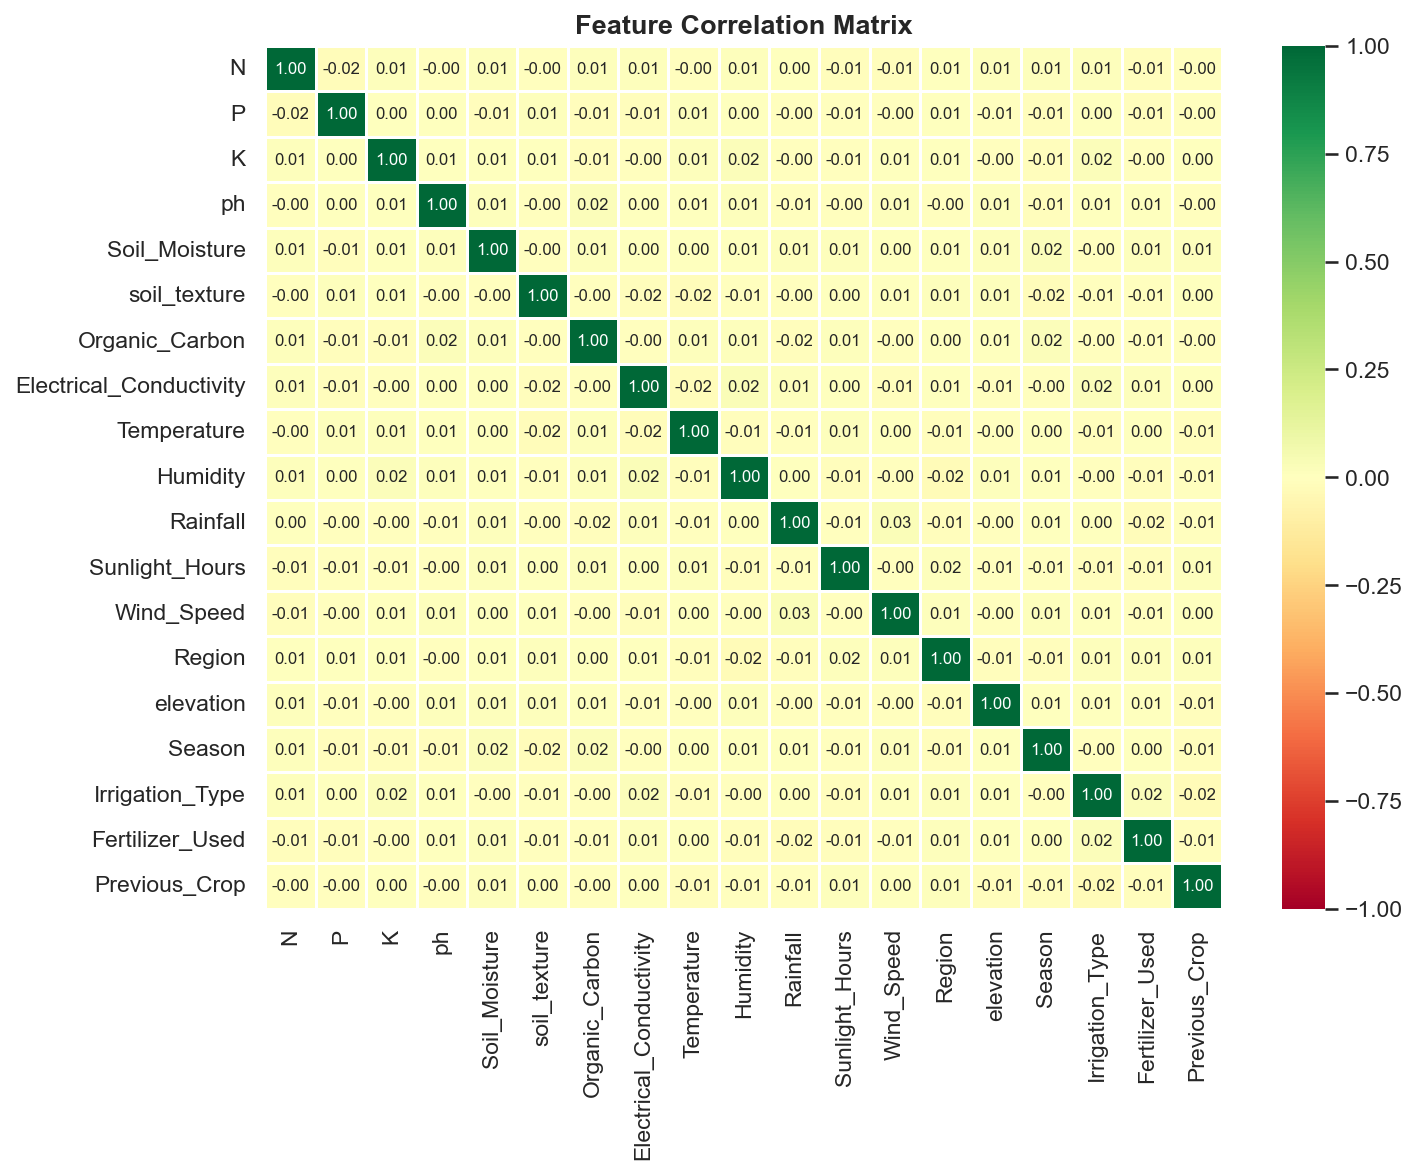 Feature Correlation Matrix
N 1.00 -0.02 0.01 -0.00 0.01 -0.00 0.01 0.01 -0.00 0.01 0.00 -0.01 -0.01 0.01 0.01 0.01 0.01 -0.01 -0.00
P -0.02 1.00 0.00 0.00 -0.01 0.01 -0.01 -0.01 0.01 0.00 -0.00 -0.01 -0.00 0.01 -0.01 -0.01 0.00 -0.01 -0.00
K 0.01 0.00 1.00 0.01 0.01 0.01 -0.01 -0.00 0.01 0.02 -0.00 -0.01 0.01 0.01 -0.00 -0.01 0.02 -0.00 0.00
ph -0.00 0.00 0.01 1.00 0.01 -0.00 0.02 0.00 0.01 0.01 -0.01 -0.00 0.01 -0.00 0.01 -0.01 0.01 0.01 -0.00
Soil_Moisture 0.01 -0.01 0.01 0.01 1.00 -0.00 0.01 0.00 0.00 0.01 0.01 0.01 0.00 0.01 0.01 0.02 -0.00 0.01 0.01
soil_texture -0.00 0.01 0.01 -0.00 -0.00 1.00 -0.00 -0.02 -0.02 -0.01 -0.00 0.00 0.01 0.01 0.01 -0.02 -0.01 -0.01 0.00
Organic_Carbon 0.01 -0.01 -0.01 0.02 0.01 -0.00 1.00 -0.00 0.01 0.01 -0.02 0.01 -0.00 0.00 0.01 0.02 -0.00 -0.01 -0.00
Electrical_Conductivity 0.01 -0.01 -0.00 0.00 0.00 -0.02 -0.00 1.00 -0.02 0.02 0.01 0.00 -0.01 0.01 -0.01 -0.00 0.02 0.01 0.00
Temperature -0.00 0.01 0.01 0.01 0.00 -0.02 0.01 -0.02 1.00 -0.01 -0.01 0.01 0.00 -0.01 -0.00 0.00 -0.01 0.00 -0.01
Humidity 0.01 0.00 0.02 0.01 0.01 -0.01 0.01 0.02 -0.01 1.00 0.00 -0.01 -0.00 -0.02 0.01 0.01 -0.00 -0.01 -0.01
Rainfall 0.00 -0.00 -0.00 -0.01 0.01 -0.00 -0.02 0.01 -0.01 0.00 1.00 -0.01 0.03 -0.01 -0.00 0.01 0.00 -0.02 -0.01
Sunlight_Hours -0.01 -0.01 -0.01 -0.00 0.01 0.00 0.01 0.00 0.01 -0.01 -0.01 1.00 -0.00 0.02 -0.01 -0.01 -0.01 -0.01 0.01
Wind_Speed -0.01 -0.00 0.01 0.01 0.00 0.01 -0.00 -0.01 0.00 -0.00 0.03 -0.00 1.00 0.01 -0.00 0.01 0.01 -0.01 0.00
Region 0.01 0.01 0.01 -0.00 0.01 0.01 0.00 0.01 -0.01 -0.02 -0.01 0.02 0.01 1.00 -0.01 -0.01 0.01 0.01 0.01
elevation 0.01 -0.01 -0.00 0.01 0.01 0.01 0.01 -0.01 -0.00 0.01 -0.00 -0.01 -0.00 -0.01 1.00 0.01 0.01 0.01 -0.01
Season 0.01 -0.01 -0.01 -0.01 0.02 -0.02 0.02 -0.00 0.00 0.01 0.01 -0.01 0.01 -0.01 0.01 1.00 -0.00 0.00 -0.01
Irrigation_Type 0.01 0.00 0.02 0.01 -0.00 -0.01 -0.00 0.02 -0.01 -0.00 0.00 -0.01 0.01 0.01 0.01 -0.00 1.00 0.02 -0.02
Fertilizer_Used -0.01 -0.01 -0.00 0.01 0.01 -0.01 -0.01 0.01 0.00 -0.01 -0.02 -0.01 -0.01 0.01 0.01 0.00 0.02 1.00 -0.01
Previous_Crop -0.00 -0.00 0.00 -0.00 0.01 0.00 -0.00 0.00 -0.01 -0.01 -0.01 0.01 0.00 0.01 -0.01 -0.01 -0.02 -0.01 1.00
N
P
K
ph
Soil_Moisture
soil_texture
Organic_Carbon
Electrical_Conductivity
Temperature
Humidity
Rainfall
Sunlight_Hours
Wind_Speed
Region
elevation
Season
Irrigation_Type
Fertilizer_Used
Previous_Crop
1.00
0.75
0.50
0.25
0.00
−0.25
−0.50
−0.75
−1.00